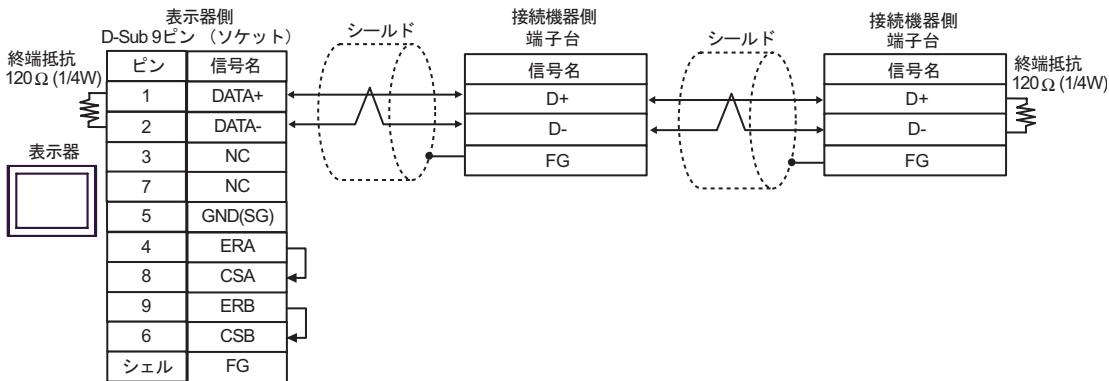 表示器側
D-Sub 9ピン （ソケット）
終端抵抗
120Ω (1/4W)
ピン 信号名
1 DATA+
2 DATA-
3 NC
7 NC
5 GND(SG)
4 ERA
8 CSA
9 ERB
6 CSB
シェル FG
表示器
シールド
接続機器側
端子台
信号名
D+
D-
FG
シールド
接続機器側
端子台
信号名
D+
D-
FG
終端抵抗
120Ω (1/4W)